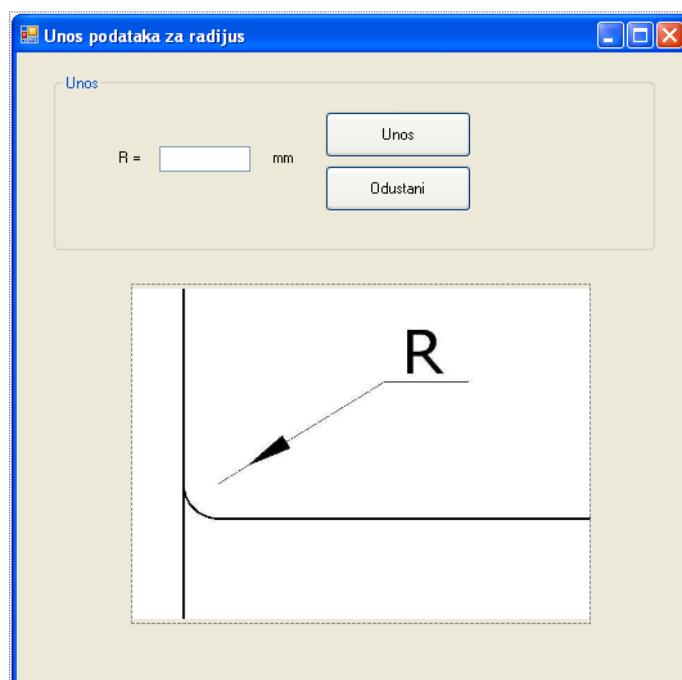 Unos podataka za radijus
Unos
R =
mm
Unos
Odustani
R